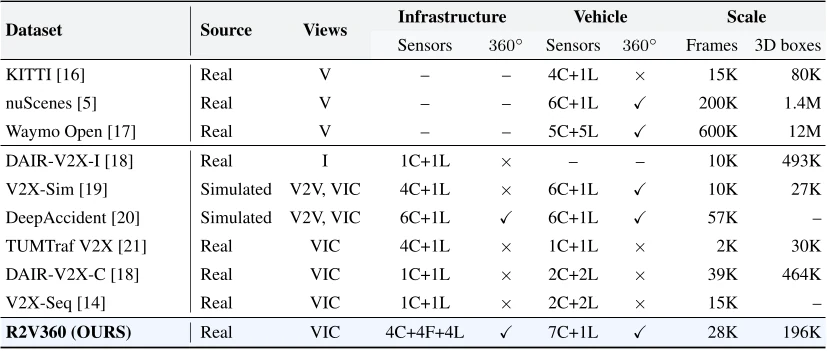 Dataset Source Views Infrastructure Vehicle Scale
Sensors 360° Sensors 360° Frames 3D boxes
KITTI [16] Real V – – 4C+1L × 15K 80K
nuScenes [5] Real V – – 6C+1L ✓ 200K 1.4M
Waymo Open [17] Real V – – 5C+5L ✓ 600K 12M
DAIR-V2X-I [18] Real I 1C+1L × – – 10K 493K
V2X-Sim [19] Simulated V2V, VIC 4C+1L × 6C+1L ✓ 10K 27K
DeepAccident [20] Simulated V2V, VIC 6C+1L ✓ 6C+1L ✓ 57K –
TUMTraf V2X [21] Real VIC 4C+1L × 1C+1L × 2K 30K
DAIR-V2X-C [18] Real VIC 1C+1L × 2C+2L × 39K 464K
V2X-Seq [14] Real VIC 1C+1L × 2C+2L × 15K –
R2V360 (OURS) Real VIC 4C+4F+4L ✓ 7C+1L ✓ 28K 196K